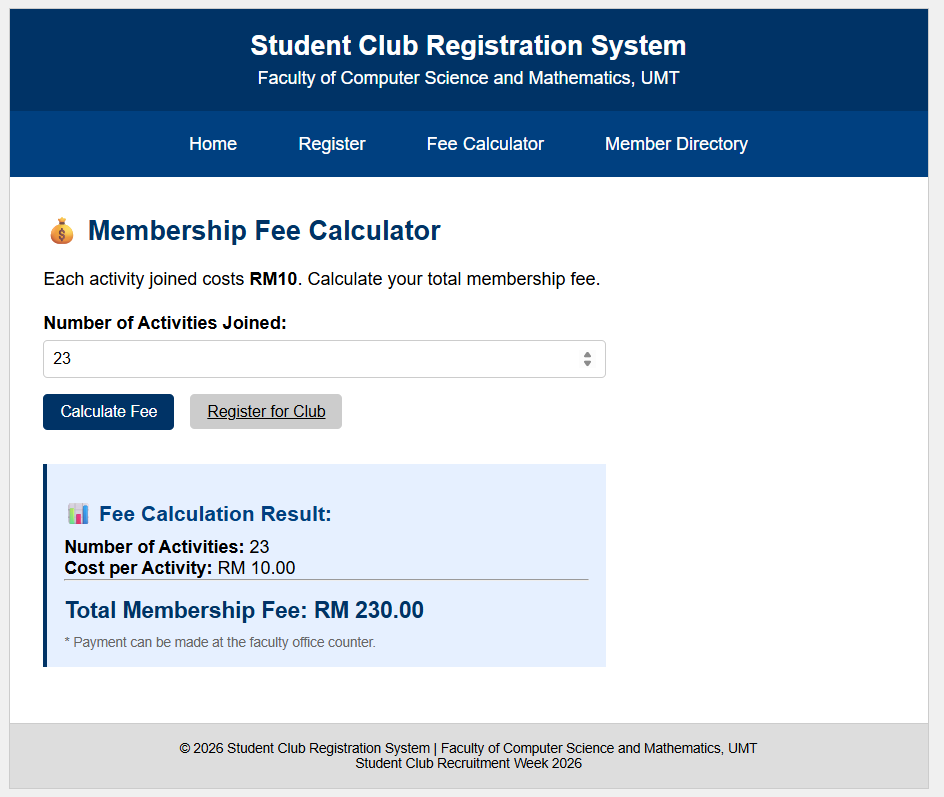 Student Club Registration System
Faculty of Computer Science and Mathematics, UMT
Home Register Fee Calculator Member Directory
Membership Fee Calculator
Each activity joined costs RM10. Calculate your total membership fee.
Number of Activities Joined:
23
Calculate Fee Register for Club
Fee Calculation Result:
Number of Activities: 23
Cost per Activity: RM 10.00
Total Membership Fee: RM 230.00
* Payment can be made at the faculty office counter.
© 2026 Student Club Registration System | Faculty of Computer Science and Mathematics, UMT
Student Club Recruitment Week 2026